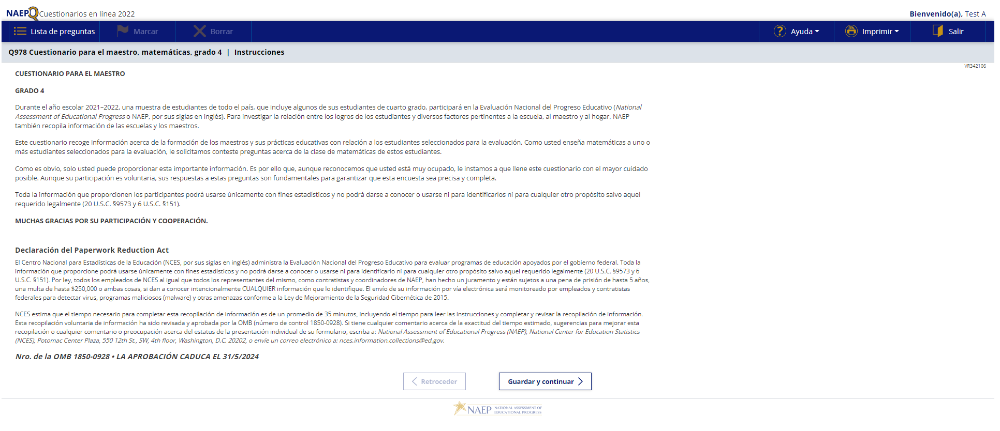 NAEPQ Cuestionarios en línea 2022
Bienvenido(a), Test A
Lista de preguntas
Marcar
Borrar
Ayuda
Imprimir
Salir
Q978 Cuestionario para el maestro, matemáticas, grado 4 | Instrucciones
VR342106
CUESTIONARIO PARA EL MAESTRO
GRADO 4
Durante el año escolar 2021–2022, una muestra de estudiantes de todo el país, que incluye algunos de sus estudiantes de cuarto grado, participará en la Evaluación Nacional del Progreso Educativo (National
Assessment of Educational Progress o NAEP, por sus siglas en inglés). Para investigar la relación entre los logros de los estudiantes y diversos factores pertinentes a la escuela, al maestro y al hogar, NAEP
también recopila información de las escuelas y los maestros.
Este cuestionario recoge información acerca de la formación de los maestros y sus prácticas educativas con relación a los estudiantes seleccionados para la evaluación. Como usted enseña matemáticas a uno o
más estudiantes seleccionados para la evaluación, le solicitamos conteste preguntas acerca de la clase de matemáticas de estos estudiantes.
Como es obvio, solo usted puede proporcionar esta importante información. Es por ello que, aunque reconocemos que usted está muy ocupado, le instamos a que llene este cuestionario con el mayor cuidado
posible. Aunque su participación es voluntaria, sus respuestas a estas preguntas son fundamentales para garantizar que esta encuesta sea precisa y completa.
Toda la información que proporcionen los participantes podrá usarse únicamente con fines estadísticos y no podrá darse a conocer o usarse ni para identificarlos ni para cualquier otro propósito salvo aquel
requerido legalmente (20 U.S.C. §9573 y 6 U.S.C. §151).
MUCHAS GRACIAS POR SU PARTICIPACIÓN Y COOPERACIÓN.
Declaración del Paperwork Reduction Act
El Centro Nacional para Estadísticas de la Educación (NCES, por sus siglas en inglés) administra la Evaluación Nacional del Progreso Educativo para evaluar programas de educación apoyados por el gobierno federal. Toda la
información que proporcione podrá usarse únicamente con fines estadísticos y no podrá darse a conocer o usarse ni para identificarlo ni para cualquier otro propósito salvo aquel requerido legalmente (20 U.S.C. §9573 y 6
U.S.C. §151). Por ley, todos los empleados de NCES al igual que todos los representantes del mismo, como contratistas y coordinadores de NAEP, han hecho un juramento y están sujetos a una pena de prisión de hasta 5 años,
una multa de hasta $250,000 o ambas cosas, si dan a conocer intencionalmente CUALQUIER información que lo identifique. El envío de su información por vía electrónica será monitoreado por empleados y contratistas
federales para detectar virus, programas maliciosos (malware) y otras amenazas conforme a la Ley de Mejoramiento de la Seguridad Cibernética de 2015.
NCES estima que el tiempo necesario para completar esta recopilación de información es de un promedio de 35 minutos, incluyendo el tiempo para leer las instrucciones y completar y revisar la recopilación de información.
Esta recopilación voluntaria de información ha sido revisada y aprobada por la OMB (número de control 1850-0928). Si tiene cualquier comentario acerca de la exactitud del tiempo estimado, sugerencias para mejorar esta
recopilación o cualquier comentario o preocupación acerca del estatus de la presentación individual de su formulario, escriba a: National Assessment of Educational Progress (NAEP), National Center for Education Statistics
(NCES), Potomac Center Plaza, 550 12th St., SW, 4th floor, Washington, D.C. 20202, o envíe un correo electrónico a: nces.information.collections@ed.gov.
Nro. de la OMB 1850-0928 • LA APROBACIÓN CADUCA EL 31/5/2024
Retroceder
Guardar y continuar
NAEP NATIONAL ASSESSMENT OF
EDUCATIONAL PROGRESS